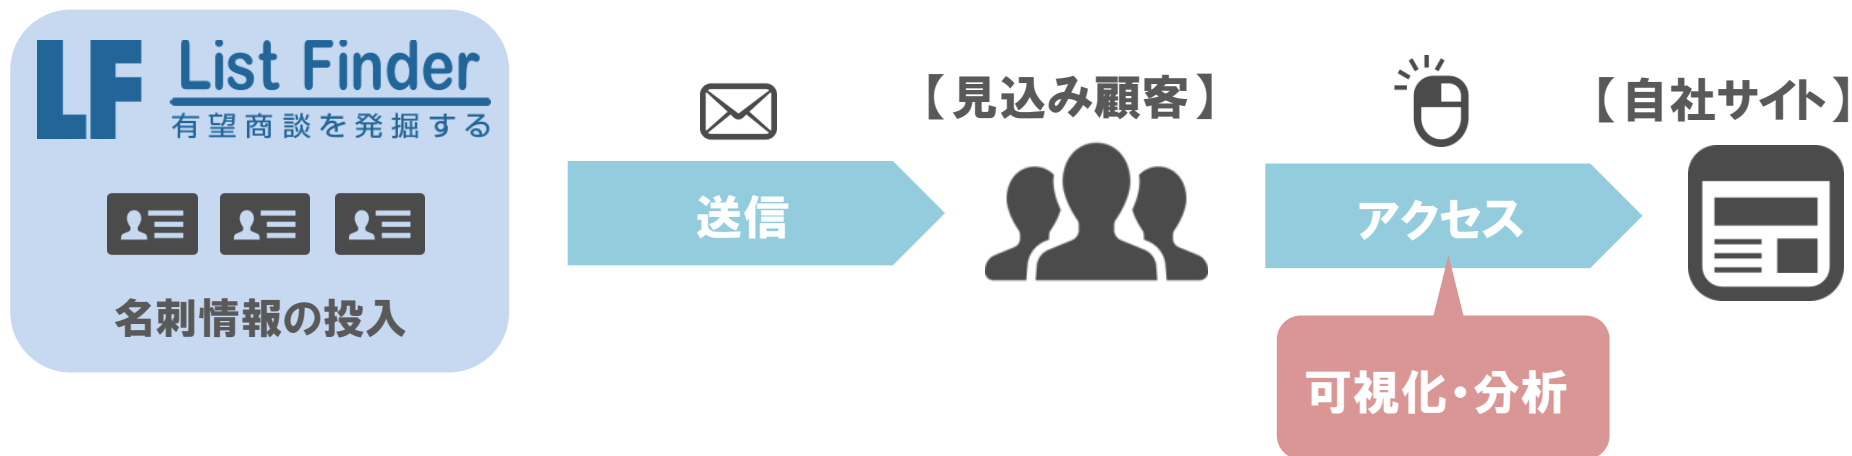 LF List Finder
有望商談を発掘する
名刺情報の投入
送信
【見込み顧客】
アクセス
【自社サイト】
可視化・分析